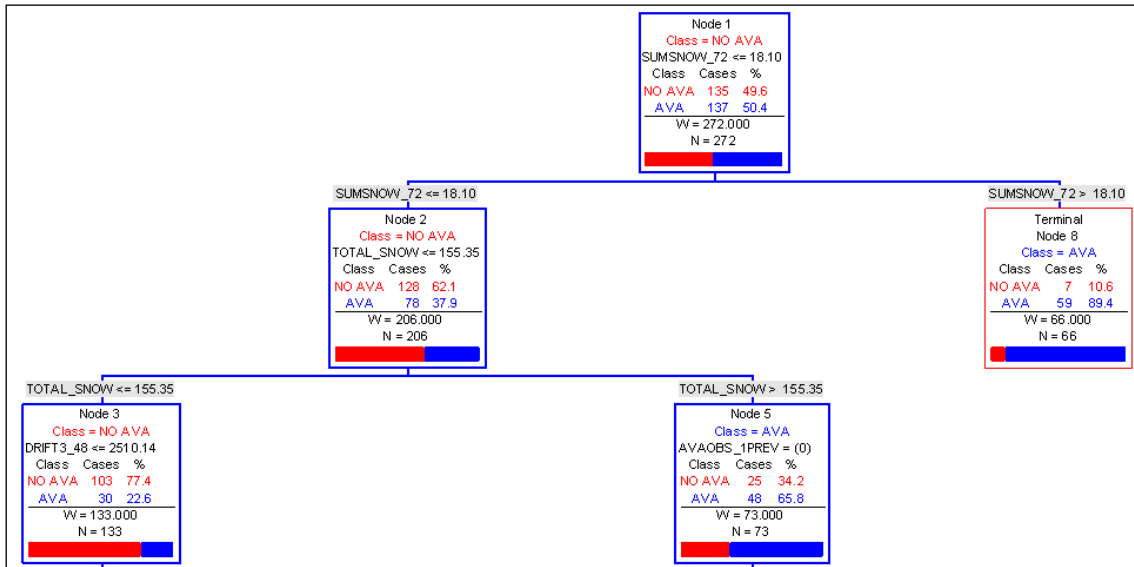 Node 1
Class = NO AVA
SUMSNOW_72 <= 18.10
Class Cases %
NO AVA 135 49.6
AVA 137 50.4
W = 272.000
N = 272
SUMSNOW_72 <= 18.10
SUMSNOW_72 > 18.10
Node 2
Class = NO AVA
TOTAL_SNOW <= 155.35
Class Cases %
NO AVA 128 62.1
AVA 78 37.9
W = 206.000
N = 206
Terminal
Node 8
Class = AVA
Class Cases %
NO AVA 7 10.6
AVA 59 89.4
W = 66.000
N = 66
TOTAL_SNOW <= 155.35
TOTAL_SNOW > 155.35
Node 3
Class = NO AVA
DRIFT3_48 <= 2510.14
Class Cases %
NO AVA 103 77.4
AVA 30 22.6
W = 133.000
N = 133
Node 5
Class = AVA
AVAOBS_1PREV = (0)
Class Cases %
NO AVA 25 34.2
AVA 48 65.8
W = 73.000
N = 73